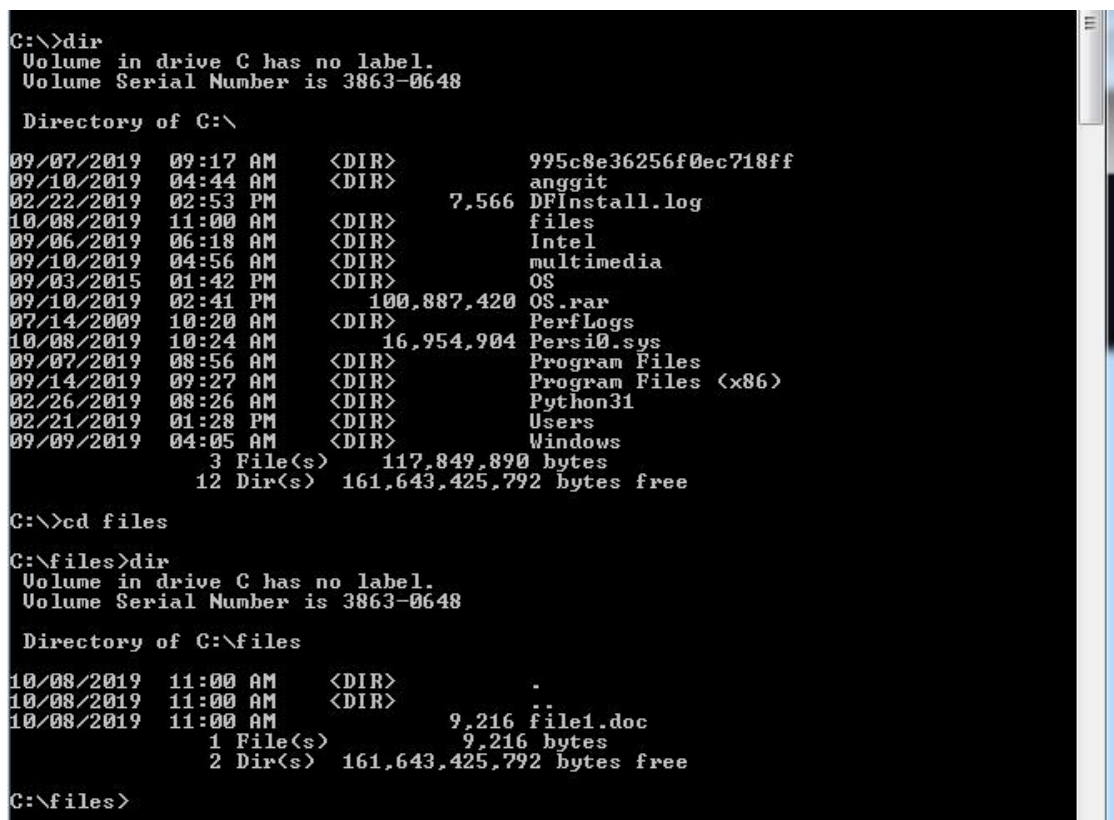 C:\>dir
 Volume in drive C has no label.
 Volume Serial Number is 3863-0648
 Directory of C:\
09/07/2019  09:17 AM    <DIR>          995c8e36256f0ec718ff
09/10/2019  04:44 AM    <DIR>          anggit
02/22/2019  02:53 PM             7,566 DFInstall.log
10/08/2019  11:00 AM    <DIR>          files
09/06/2019  06:18 AM    <DIR>          Intel
09/10/2019  04:56 AM    <DIR>          multimedia
09/03/2015  01:42 PM    <DIR>          OS
09/10/2019  02:41 PM       100,887,420 OS.rar
07/14/2009  10:20 AM    <DIR>          PerfLogs
10/08/2019  10:24 AM        16,954,904 Persi0.sys
09/07/2019  08:56 AM    <DIR>          Program Files
09/14/2019  09:27 AM    <DIR>          Program Files (x86)
02/26/2019  08:26 AM    <DIR>          Python31
02/21/2019  01:28 PM    <DIR>          Users
09/09/2019  04:05 AM    <DIR>          Windows
               3 File(s)    117,849,890 bytes
              12 Dir(s)  161,643,425,792 bytes free
C:\>cd files
C:\files>dir
 Volume in drive C has no label.
 Volume Serial Number is 3863-0648
 Directory of C:\files
10/08/2019  11:00 AM    <DIR>          .
10/08/2019  11:00 AM    <DIR>          ..
10/08/2019  11:00 AM             9,216 file1.doc
               1 File(s)          9,216 bytes
               2 Dir(s)  161,643,425,792 bytes free
C:\files>